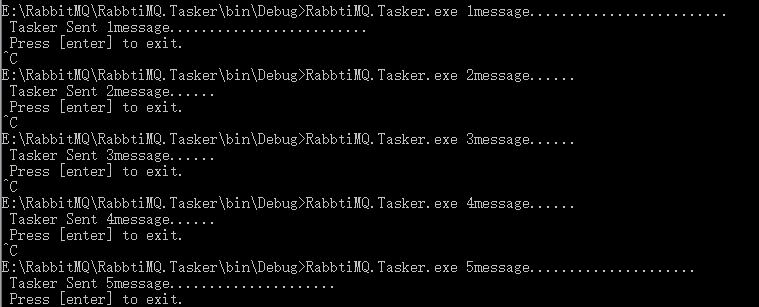 E:\RabbitMQ\RabbtiMQ.Tasker\bin\Debug>RabbtiMQ.Tasker.exe 1message.........................
Tasker Sent 1message.........................
Press [enter] to exit.
^C
E:\RabbitMQ\RabbtiMQ.Tasker\bin\Debug>RabbtiMQ.Tasker.exe 2message......
Tasker Sent 2message......
Press [enter] to exit.
^C
E:\RabbitMQ\RabbtiMQ.Tasker\bin\Debug>RabbtiMQ.Tasker.exe 3message......
Tasker Sent 3message......
Press [enter] to exit.
^C
E:\RabbitMQ\RabbtiMQ.Tasker\bin\Debug>RabbtiMQ.Tasker.exe 4message......
Tasker Sent 4message......
Press [enter] to exit.
^C
E:\RabbitMQ\RabbtiMQ.Tasker\bin\Debug>RabbtiMQ.Tasker.exe 5message.....................
Tasker Sent 5message.....................
Press [enter] to exit.